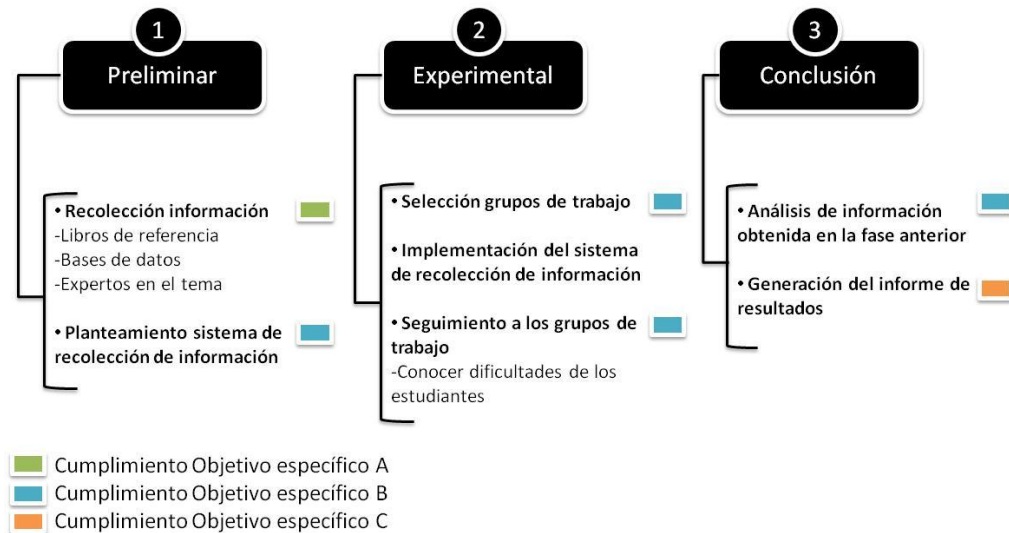 1
Preliminar
• Recolección información
-Libros de referencia
-Bases de datos
-Expertos en el tema
• Planteamiento sistema de
recolección de información
2
Experimental
• Selección grupos de trabajo
• Implementación del sistema
de recolección de información
• Seguimiento a los grupos de
trabajo
-Conocer dificultades de los
estudiantes
3
Conclusión
• Análisis de información
obtenida en la fase anterior
• Generación del informe de
resultados
Cumplimiento Objetivo específico A
Cumplimiento Objetivo específico B
Cumplimiento Objetivo específico C